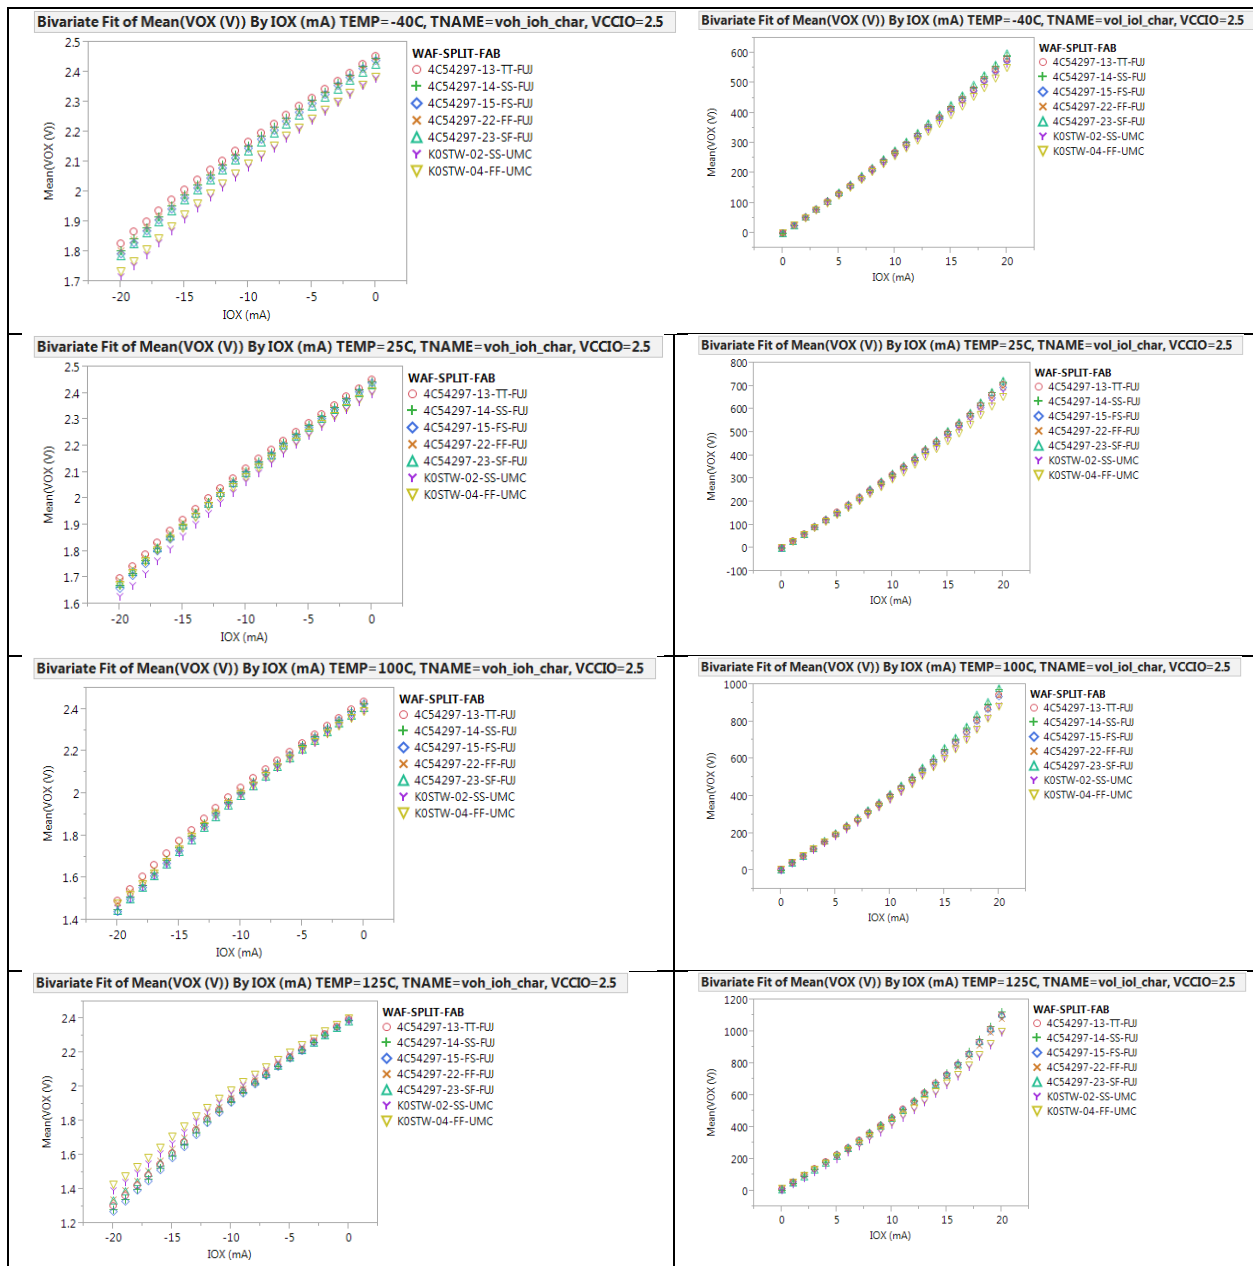 Bivariate Fit of Mean(VOX (V)) By IOX (mA) TEMP=-40C, TNAME=voh_ioh_char, VCCIO=2.5
2.5
2.4
2.3
2.2
2.1
2
1.9
1.8
1.7
Mean(VOX (V))
-20
-15
-10
-5
0
IOX (mA)
WAF-SPLIT-FAB
4C54297-13-TT-FUJ
4C54297-14-SS-FUJ
4C54297-15-FS-FUJ
4C54297-22-FF-FUJ
4C54297-23-SF-FUJ
K0STW-02-SS-UMC
K0STW-04-FF-UMC
Bivariate Fit of Mean(VOX (V)) By IOX (mA) TEMP=-40C, TNAME=vol_iol_char, VCCIO=2.5
600
500
400
300
200
100
0
Mean(VOX (V))
0
5
10
15
20
IOX (mA)
WAF-SPLIT-FAB
4C54297-13-TT-FUJ
4C54297-14-SS-FUJ
4C54297-15-FS-FUJ
4C54297-22-FF-FUJ
4C54297-23-SF-FUJ
K0STW-02-SS-UMC
K0STW-04-FF-UMC
Bivariate Fit of Mean(VOX (V)) By IOX (mA) TEMP=25C, TNAME=voh_ioh_char, VCCIO=2.5
2.5
2.4
2.3
2.2
2.1
2
1.9
1.8
1.7
1.6
Mean(VOX (V))
-20
-15
-10
-5
0
IOX (mA)
WAF-SPLIT-FAB
4C54297-13-TT-FUJ
4C54297-14-SS-FUJ
4C54297-15-FS-FUJ
4C54297-22-FF-FUJ
4C54297-23-SF-FUJ
K0STW-02-SS-UMC
K0STW-04-FF-UMC
Bivariate Fit of Mean(VOX (V)) By IOX (mA) TEMP=25C, TNAME=vol_iol_char, VCCIO=2.5
800
700
600
500
400
300
200
100
0
-100
Mean(VOX (V))
0
5
10
15
20
IOX (mA)
WAF-SPLIT-FAB
4C54297-13-TT-FUJ
4C54297-14-SS-FUJ
4C54297-15-FS-FUJ
4C54297-22-FF-FUJ
4C54297-23-SF-FUJ
K0STW-02-SS-UMC
K0STW-04-FF-UMC
Bivariate Fit of Mean(VOX (V)) By IOX (mA) TEMP=100C, TNAME=voh_ioh_char, VCCIO=2.5
2.4
2.2
2
1.8
1.6
1.4
Mean(VOX (V))
-20
-15
-10
-5
0
IOX (mA)
WAF-SPLIT-FAB
4C54297-13-TT-FUJ
4C54297-14-SS-FUJ
4C54297-15-FS-FUJ
4C54297-22-FF-FUJ
4C54297-23-SF-FUJ
K0STW-02-SS-UMC
K0STW-04-FF-UMC
Bivariate Fit of Mean(VOX (V)) By IOX (mA) TEMP=100C, TNAME=vol_iol_char, VCCIO=2.5
1000
800
600
400
200
0
Mean(VOX (V))
0
5
10
15
20
IOX (mA)
WAF-SPLIT-FAB
4C54297-13-TT-FUJ
4C54297-14-SS-FUJ
4C54297-15-FS-FUJ
4C54297-22-FF-FUJ
4C54297-23-SF-FUJ
K0STW-02-SS-UMC
K0STW-04-FF-UMC
Bivariate Fit of Mean(VOX (V)) By IOX (mA) TEMP=125C, TNAME=voh_ioh_char, VCCIO=2.5
2.4
2.2
2
1.8
1.6
1.4
1.2
Mean(VOX (V))
-20
-15
-10
-5
0
IOX (mA)
WAF-SPLIT-FAB
4C54297-13-TT-FUJ
4C54297-14-SS-FUJ
4C54297-15-FS-FUJ
4C54297-22-FF-FUJ
4C54297-23-SF-FUJ
K0STW-02-SS-UMC
K0STW-04-FF-UMC
Bivariate Fit of Mean(VOX (V)) By IOX (mA) TEMP=125C, TNAME=vol_iol_char, VCCIO=2.5
1200
1000
800
600
400
200
0
Mean(VOX (V))
0
5
10
15
20
IOX (mA)
WAF-SPLIT-FAB
4C54297-13-TT-FUJ
4C54297-14-SS-FUJ
4C54297-15-FS-FUJ
4C54297-22-FF-FUJ
4C54297-23-SF-FUJ
K0STW-02-SS-UMC
K0STW-04-FF-UMC